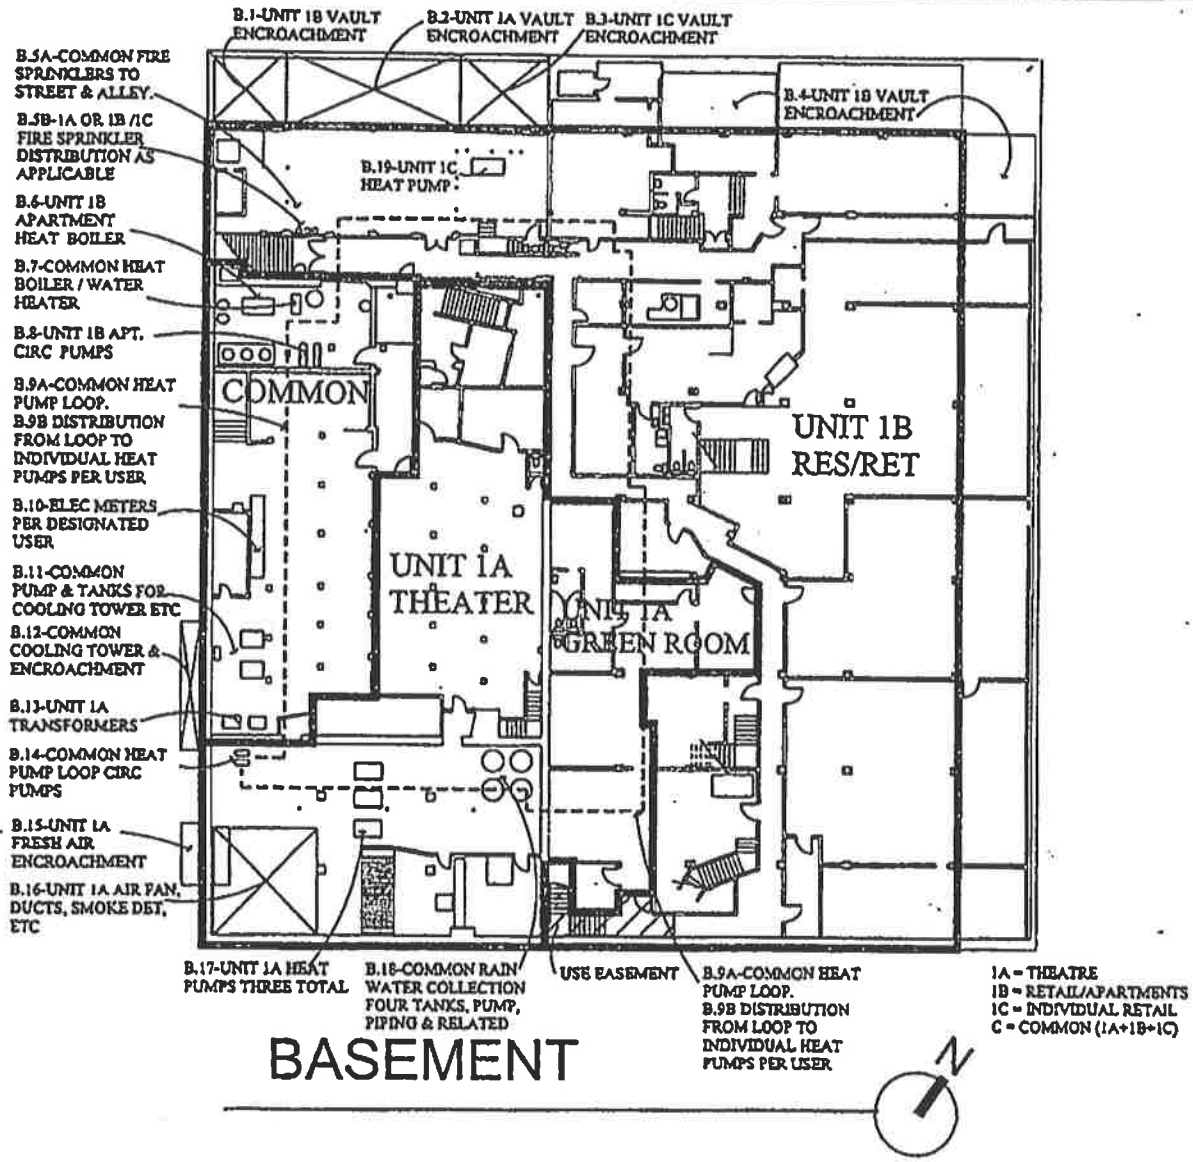 B.1-UNIT 1B VAULT
ENCROACHMENT
B.2-UNIT 1A VAULT
ENCROACHMENT
B.3-UNIT 1C VAULT
ENCROACHMENT
B.5A-COMMON FIRE
SPRINKLERS TO
STREET & ALLEY.
B.5B-1A OR 1B /1C
FIRE SPRINKLER
DISTRIBUTION AS
APPLICABLE
B.6-UNIT 1B
APARTMENT
HEAT BOILER
B.7-COMMON HEAT
BOILER / WATER
HEATER
B.8-UNIT 1B APT.
CIRC PUMPS
B.9A-COMMON HEAT
PUMP LOOP.
B.9B DISTRIBUTION
FROM LOOP TO
INDIVIDUAL HEAT
PUMPS PER USER
B.10-ELEC METERS
PER DESIGNATED
USER
B.11-COMMON
PUMP & TANKS FOR
COOLING TOWER ETC
B.12-COMMON
COOLING TOWER &
ENCROACHMENT
B.13-UNIT 1A
TRANSFORMERS
B.14-COMMON HEAT
PUMP LOOP CIRC
PUMPS
B.15-UNIT 1A
FRESH AIR
ENCROACHMENT
B.16-UNIT 1A AIR FAN,
DUCTS, SMOKE DET,
ETC
B.4-UNIT 1B VAULT
ENCROACHMENT
B.19-UNIT 1C
HEAT PUMP
COMMON
UNIT 1A
THEATER
UNIT 1A
GREEN ROOM
UNIT 1B
RES/RET
B.17-UNIT 1A HEAT
PUMPS THREE TOTAL
B.18-COMMON RAIN
WATER COLLECTION
FOUR TANKS, PUMP,
PIPING & RELATED
USE EASEMENT
B.9A-COMMON HEAT
PUMP LOOP.
B.9B DISTRIBUTION
FROM LOOP TO
INDIVIDUAL HEAT
PUMPS PER USER
1A = THEATRE
1B = RETAIL/APARTMENTS
1C = INDIVIDUAL RETAIL
C = COMMON (1A+1B+1C)
BASEMENT
N